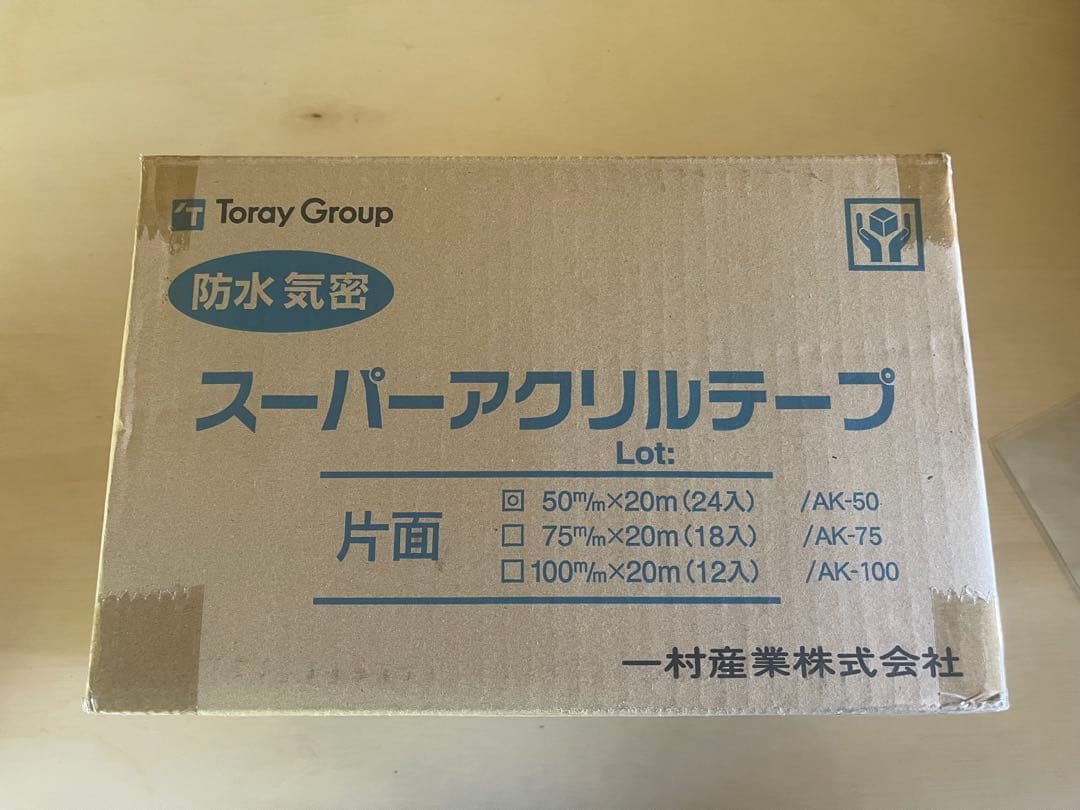 Toray Group
防水 気密
スーパーアクリルテープ
Lot:
片面
50m/m×20m(24入) /AK-50
75m/m×20m(18入) /AK-75
100m/m×20m(12入) /AK-100
一村産業株式会社